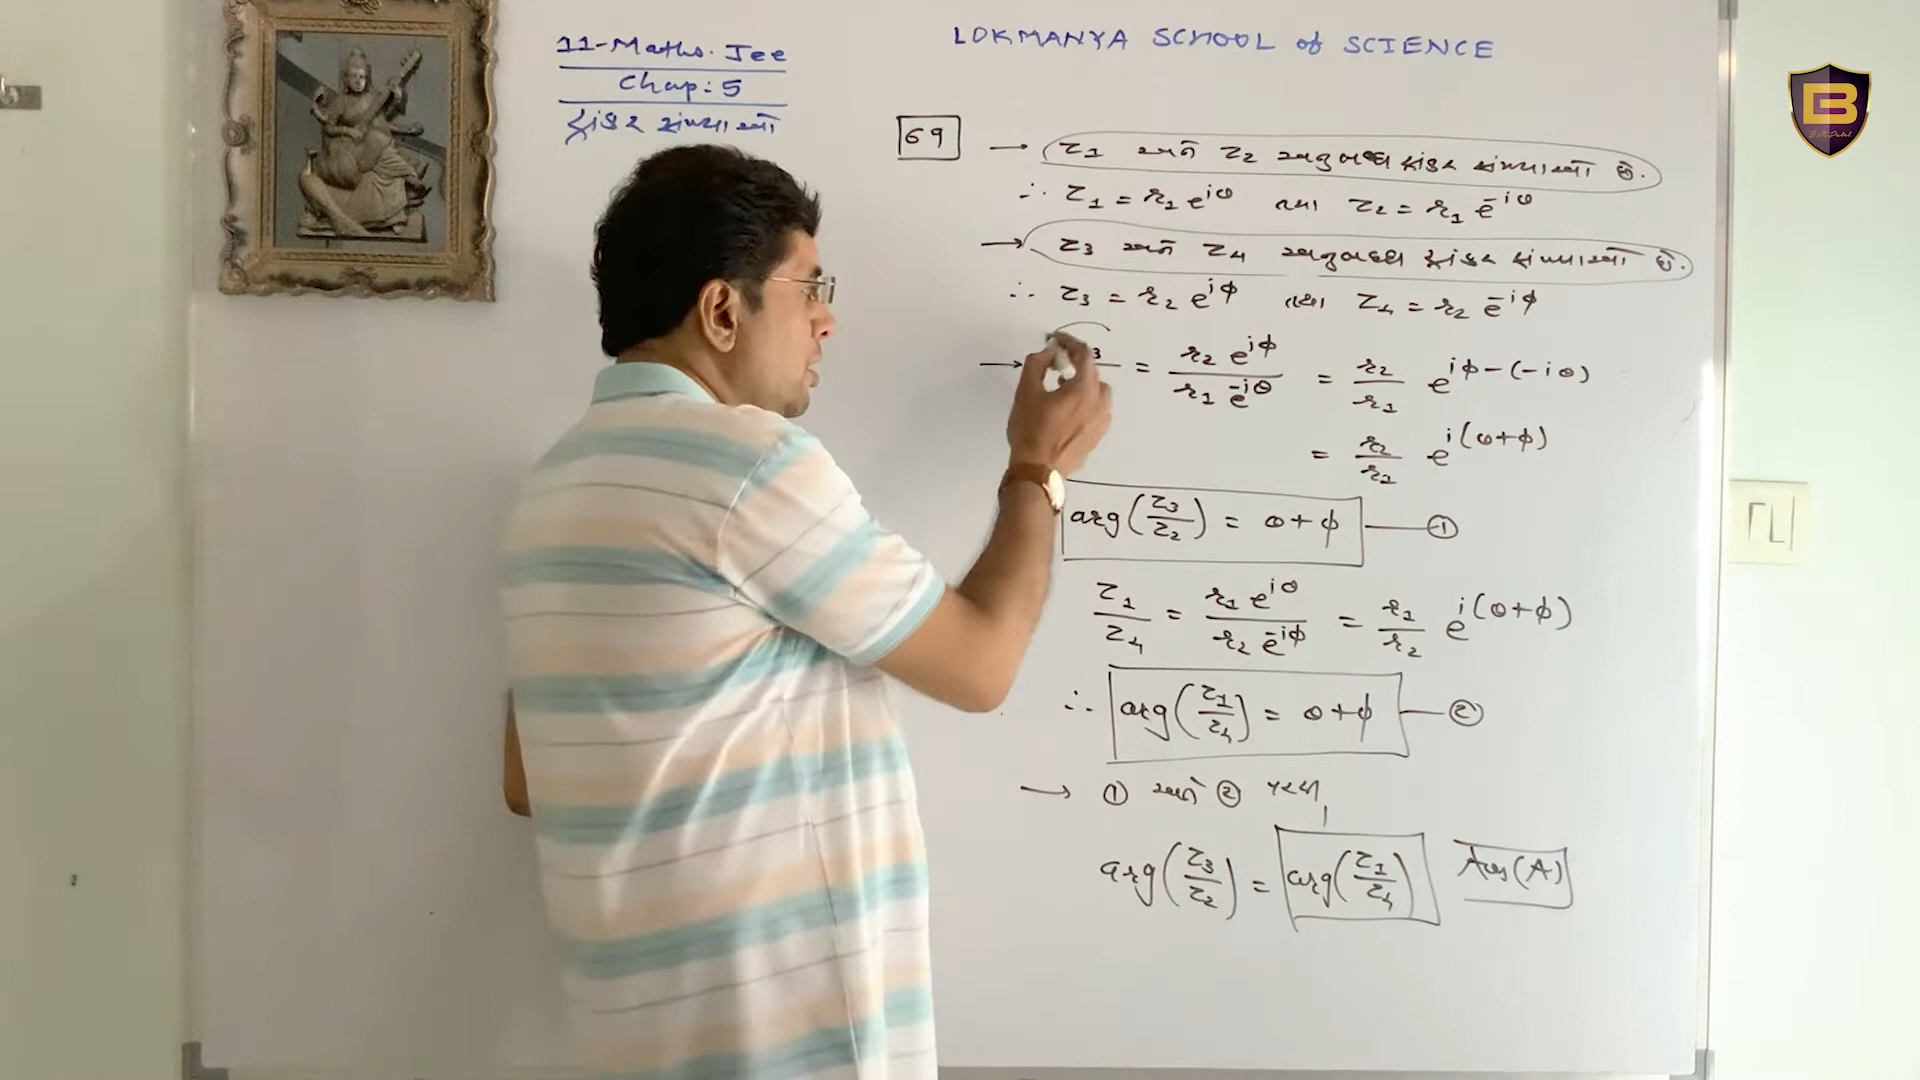 11-Maths. Jee
Chap: 5
સંકર સંખ્યાઓ
LOKMANYA SCHOOL of SCIENCE
B
B.M.Patel
69
→ z1 અને z2 અનુબદ્ધ સંકર સંખ્યાઓ છે.
∴ z1 = r1 e^{iθ} તથા z2 = r1 e^{-iθ}
→ z3 અને z4 અનુબદ્ધ સંકર સંખ્યાઓ છે.
∴ z3 = r2 e^{iϕ} તથા z4 = r2 e^{-iϕ}
→ = r2 e^{iϕ} / r1 e^{-iθ} = r2/r1 e^{iϕ-(-iθ)}
= r2/r1 e^{i(θ+ϕ)}
arg(z3/z2) = θ+ϕ — ①
z1/z4 = r1 e^{iθ} / r2 e^{-iϕ} = r1/r2 e^{i(θ+ϕ)}
∴ arg(z1/z4) = θ+ϕ — ②
→ ① અને ② પરથી
arg(z3/z2) = arg(z1/z4) Ans(A)